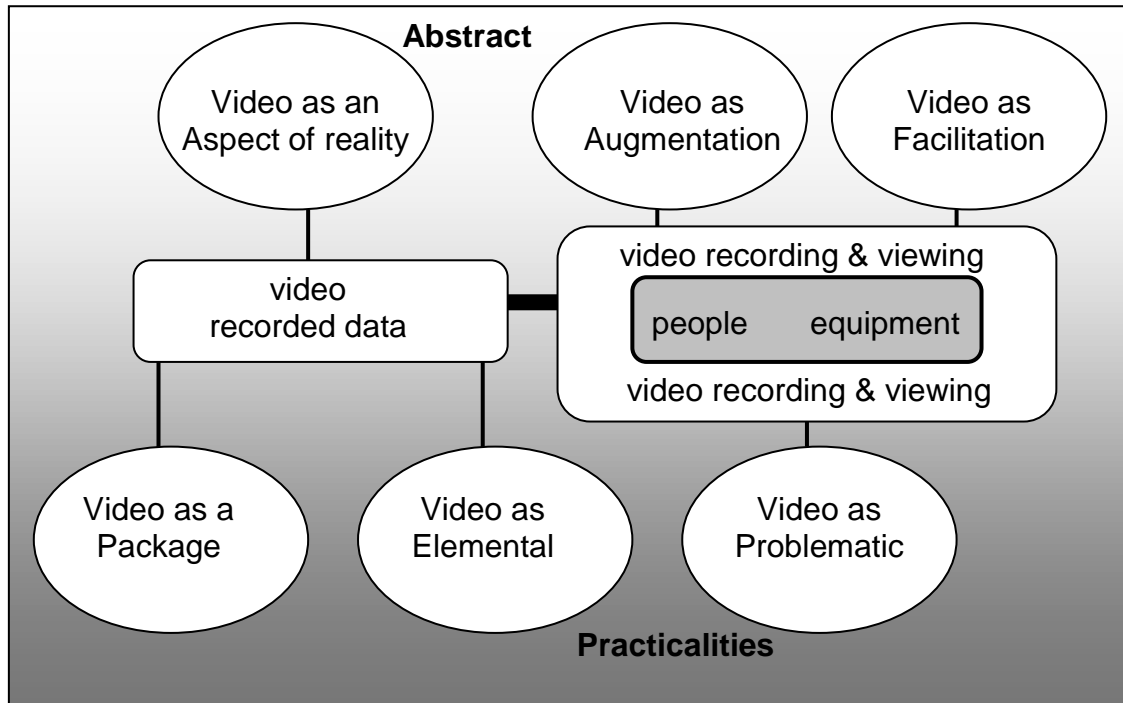 Abstract
Video as an
Aspect of reality
Video as
Augmentation
Video as
Facilitation
video
recorded data
video recording & viewing
people equipment
video recording & viewing
Video as a
Package
Video as
Elemental
Video as
Problematic
Practicalities